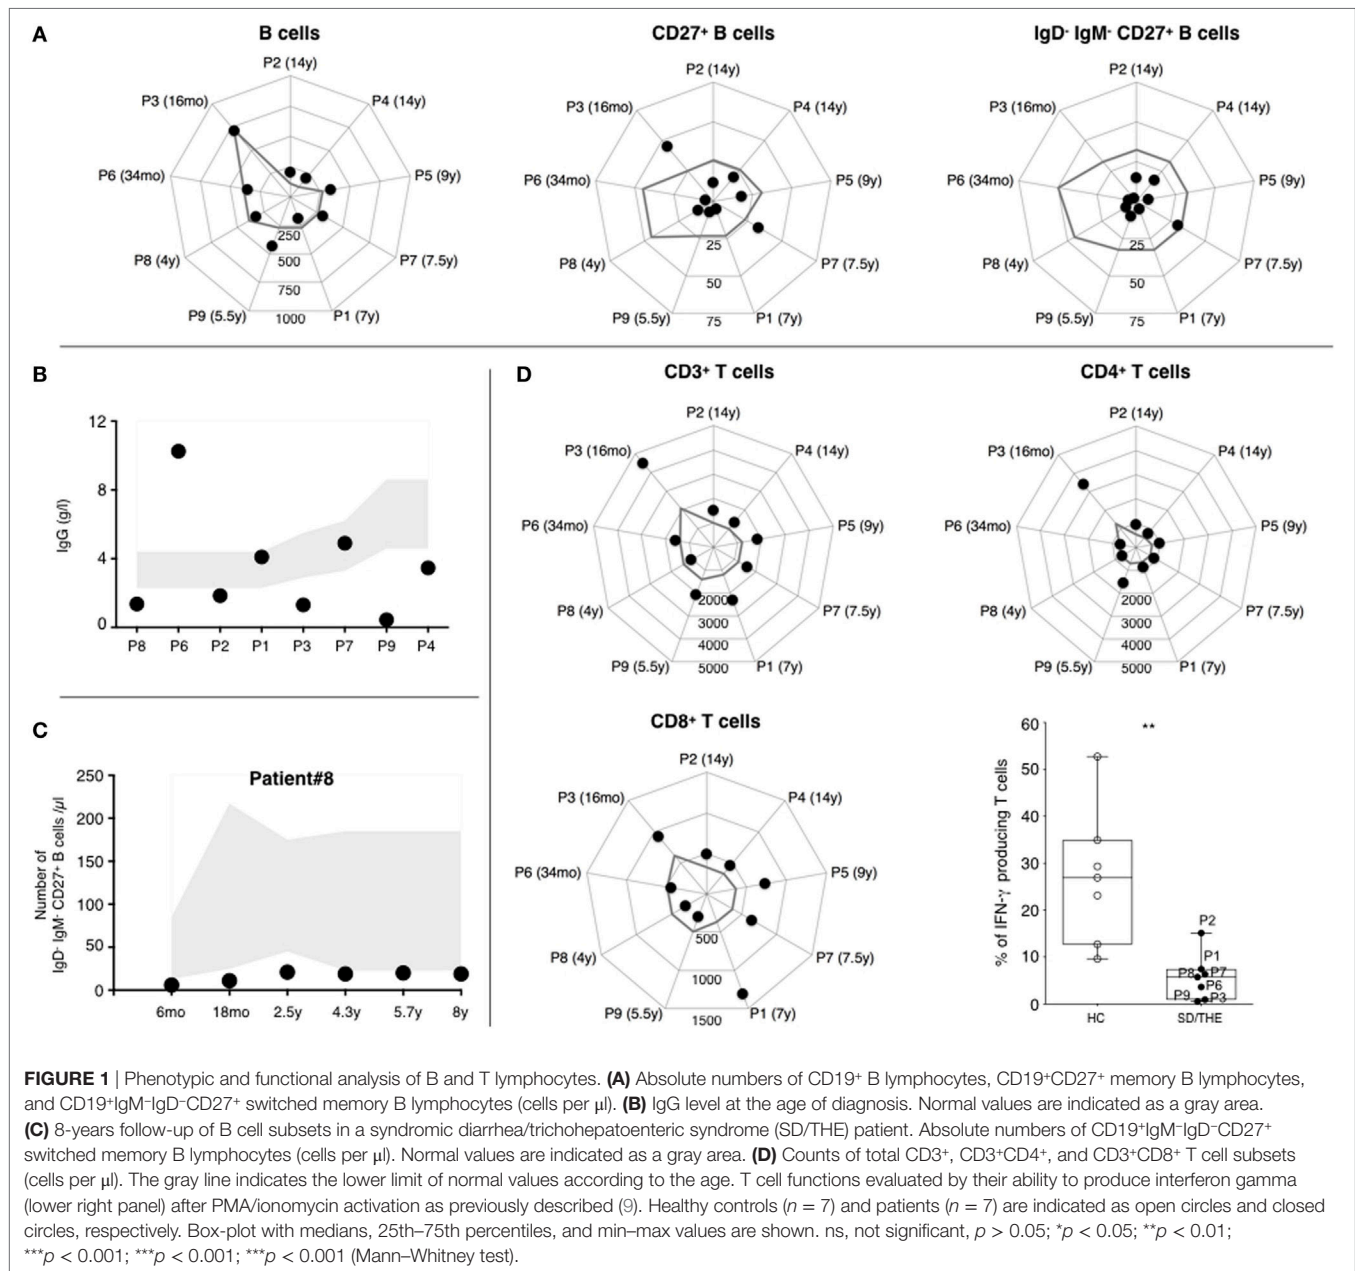 A
B cells
CD27+ B cells
IgD- IgM- CD27+ B cells
P2 (14y)
P3 (16mo)
P4 (14y)
P6 (34mo)
P5 (9y)
P8 (4y)
P7 (7.5y)
P9 (5.5y)
P1 (7y)
250
500
750
1000
P2 (14y)
P3 (16mo)
P4 (14y)
P6 (34mo)
P5 (9y)
P8 (4y)
P7 (7.5y)
P9 (5.5y)
P1 (7y)
25
50
75
P2 (14y)
P3 (16mo)
P4 (14y)
P6 (34mo)
P5 (9y)
P8 (4y)
P7 (7.5y)
P9 (5.5y)
P1 (7y)
25
50
75
B
IgG (g/l)
12
8
4
0
P8 P6 P2 P1 P3 P7 P9 P4
C
Patient#8
Number of
IgD- IgM- CD27+ B cells /µl
250
200
150
100
50
0
6mo 18mo 2.5y 4.3y 5.7y 8y
D
CD3+ T cells
P2 (14y)
P3 (16mo)
P4 (14y)
P6 (34mo)
P5 (9y)
P8 (4y)
P7 (7.5y)
P9 (5.5y)
P1 (7y)
2000
3000
4000
5000
CD4+ T cells
P2 (14y)
P3 (16mo)
P4 (14y)
P6 (34mo)
P5 (9y)
P8 (4y)
P7 (7.5y)
P9 (5.5y)
P1 (7y)
2000
3000
4000
5000
CD8+ T cells
P2 (14y)
P3 (16mo)
P4 (14y)
P6 (34mo)
P5 (9y)
P8 (4y)
P7 (7.5y)
P9 (5.5y)
P1 (7y)
500
1000
1500
% of IFN-γ producing T cells
60
50
40
30
20
10
0
**
P2
P1
P8 P7
P6
P9 P3
HC SD/THE
FIGURE 1 | Phenotypic and functional analysis of B and T lymphocytes. (A) Absolute numbers of CD19+ B lymphocytes, CD19+CD27+ memory B lymphocytes,
and CD19+IgM−IgD−CD27+ switched memory B lymphocytes (cells per µl). (B) IgG level at the age of diagnosis. Normal values are indicated as a gray area.
(C) 8-years follow-up of B cell subsets in a syndromic diarrhea/trichohepatoenteric syndrome (SD/THE) patient. Absolute numbers of CD19+IgM−IgD−CD27+
switched memory B lymphocytes (cells per µl). Normal values are indicated as a gray area. (D) Counts of total CD3+, CD3+CD4+, and CD3+CD8+ T cell subsets
(cells per µl). The gray line indicates the lower limit of normal values according to the age. T cell functions evaluated by their ability to produce interferon gamma
(lower right panel) after PMA/ionomycin activation as previously described (9). Healthy controls (n = 7) and patients (n = 7) are indicated as open circles and closed
circles, respectively. Box-plot with medians, 25th–75th percentiles, and min–max values are shown. ns, not significant, p > 0.05; *p < 0.05; **p < 0.01;
***p < 0.001; ***p < 0.001; ***p < 0.001 (Mann–Whitney test).